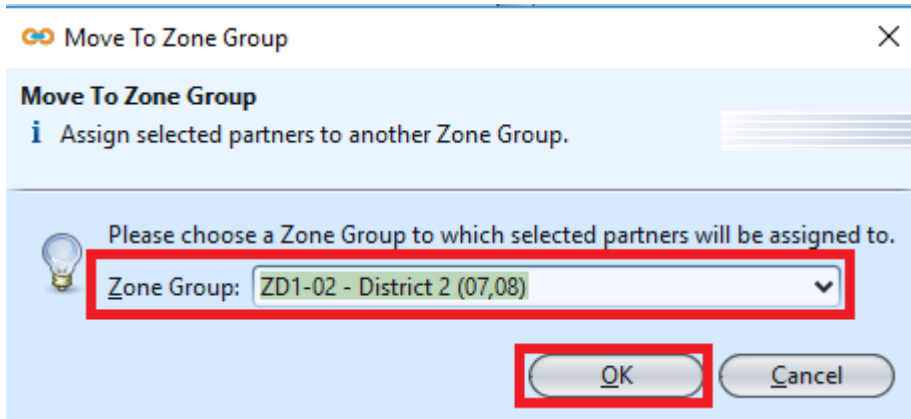 Move To Zone Group
Move To Zone Group
i Assign selected partners to another Zone Group.
Please choose a Zone Group to which selected partners will be assigned to.
Zone Group: ZD1-02 - District 2 (07,08)
OK Cancel